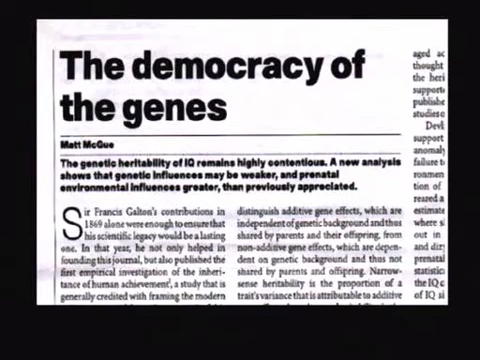 The democracy of
the genes
Matt McGue
The genetic heritability of IQ remains highly contentious. A new analysis
shows that genetic influences may be weaker, and prenatal
environmental influences greater, than previously appreciated.
Sir Francis Galton's contributions in
1869 alone were enough to ensure that
his scientific legacy would be a lasting
one. In that year, he not only helped in
founding this journal, but also published the
first empirical investigation of the inheri-
tance of human achievement¹, a study that is
generally credited with framing the modern
distinguish additive gene effects, which are
independent of genetic background and thus
shared by parents and their offspring, from
non-additive gene effects, which are depen-
dent on genetic background and thus not
shared by parents and offspring. Narrow-
sense heritability is the proportion of a
trait's variance that is attributable to additive
aged ac
thought
the heri
supports
publishe
studies o
Devl
support
anomaly
failure t
ronmen
tion of
reared a
estimate
where s
out in
and diz
prenatal
statistic
the IQ c
of IQ si